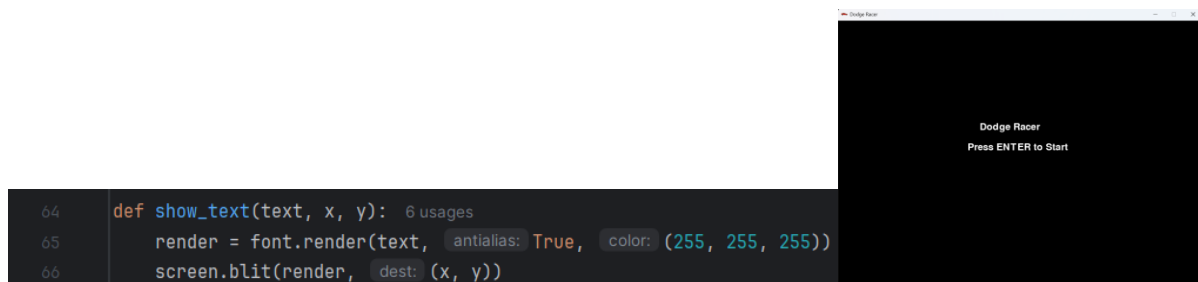 Dodge Racer
Dodge Racer
Press ENTER to Start
64 def show_text(text, x, y): 6 usages
65 render = font.render(text, antialias: True, color: (255, 255, 255))
66 screen.blit(render, dest: (x, y))